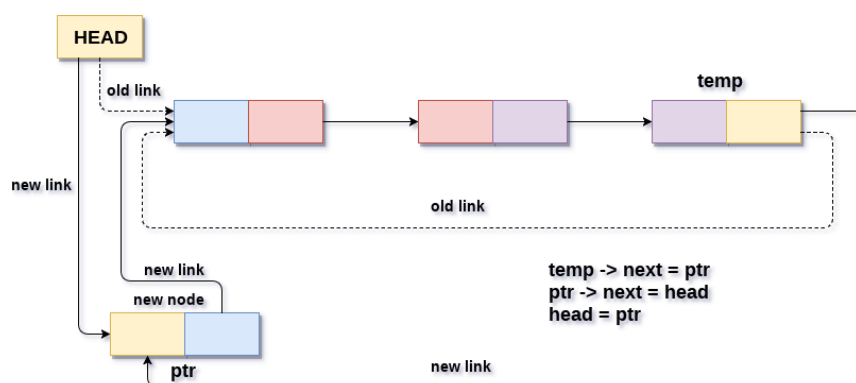 HEAD
old link
temp
new link
old link
new link
new node
temp -> next = ptr
ptr -> next = head
head = ptr
ptr
new link